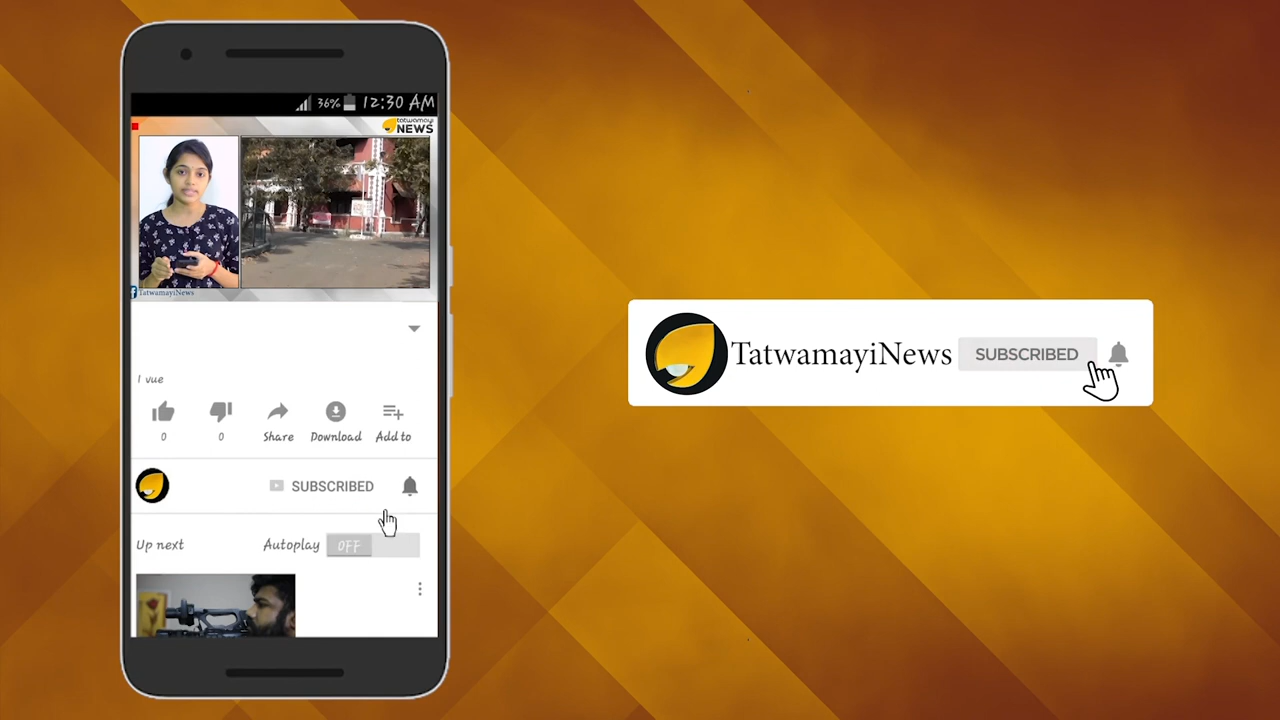 36% 12:30 AM
tatwamayi
NEWS
TatwamayiNews
1 vue
0 0 Share Download Add to
SUBSCRIBED
Up next Autoplay OFF
TatwamayiNews SUBSCRIBED